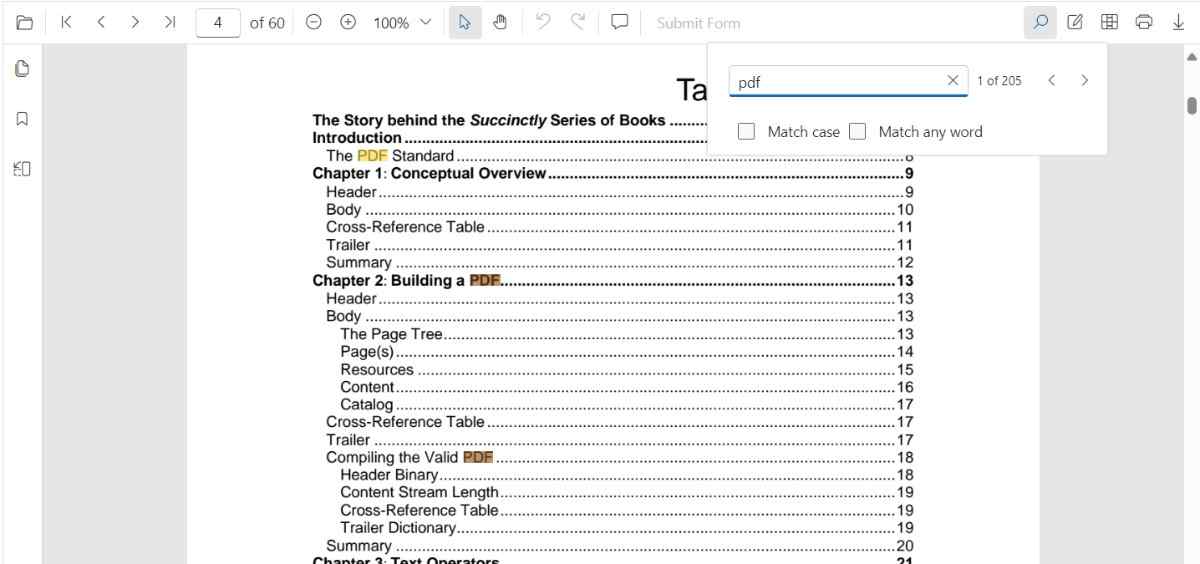 4 of 60 100% Submit Form
pdf 1 of 205
Match case Match any word
Ta
The Story behind the Succinctly Series of Books ..........
Introduction ..........
The PDF Standard .......... 8
Chapter 1: Conceptual Overview .......... 9
Header .......... 9
Body .......... 10
Cross-Reference Table .......... 11
Trailer .......... 11
Summary .......... 12
Chapter 2: Building a PDF .......... 13
Header .......... 13
Body .......... 13
The Page Tree .......... 13
Page(s) .......... 14
Resources .......... 15
Content .......... 16
Catalog .......... 17
Cross-Reference Table .......... 17
Trailer .......... 17
Compiling the Valid PDF .......... 18
Header Binary .......... 18
Content Stream Length .......... 19
Cross-Reference Table .......... 19
Trailer Dictionary .......... 19
Summary .......... 20
Chapter 3: Text Operators .......... 21